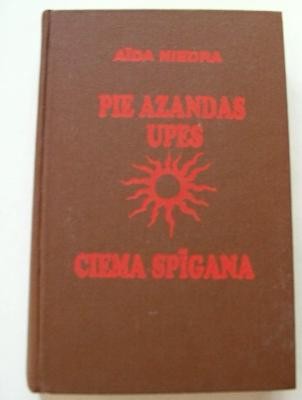 AĪDA NIEDRA
PIE AZANDAS
UPES
CIEMA SPĪGANA